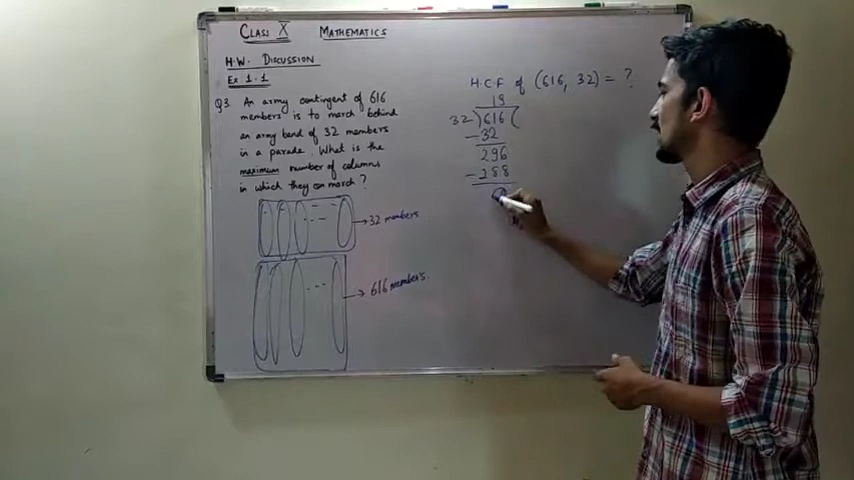 CLASS X MATHEMATICS
H.W. DISCUSSION
Ex 1.1
Q3. An army contingent of 616
members is to march behind
an army band of 32 members
in a parade. What is the
maximum number of columns
in which they can march?
32 members
616 members.
H.C.F of (616, 32) = ?
19
32) 616 (
- 32
296
- 288